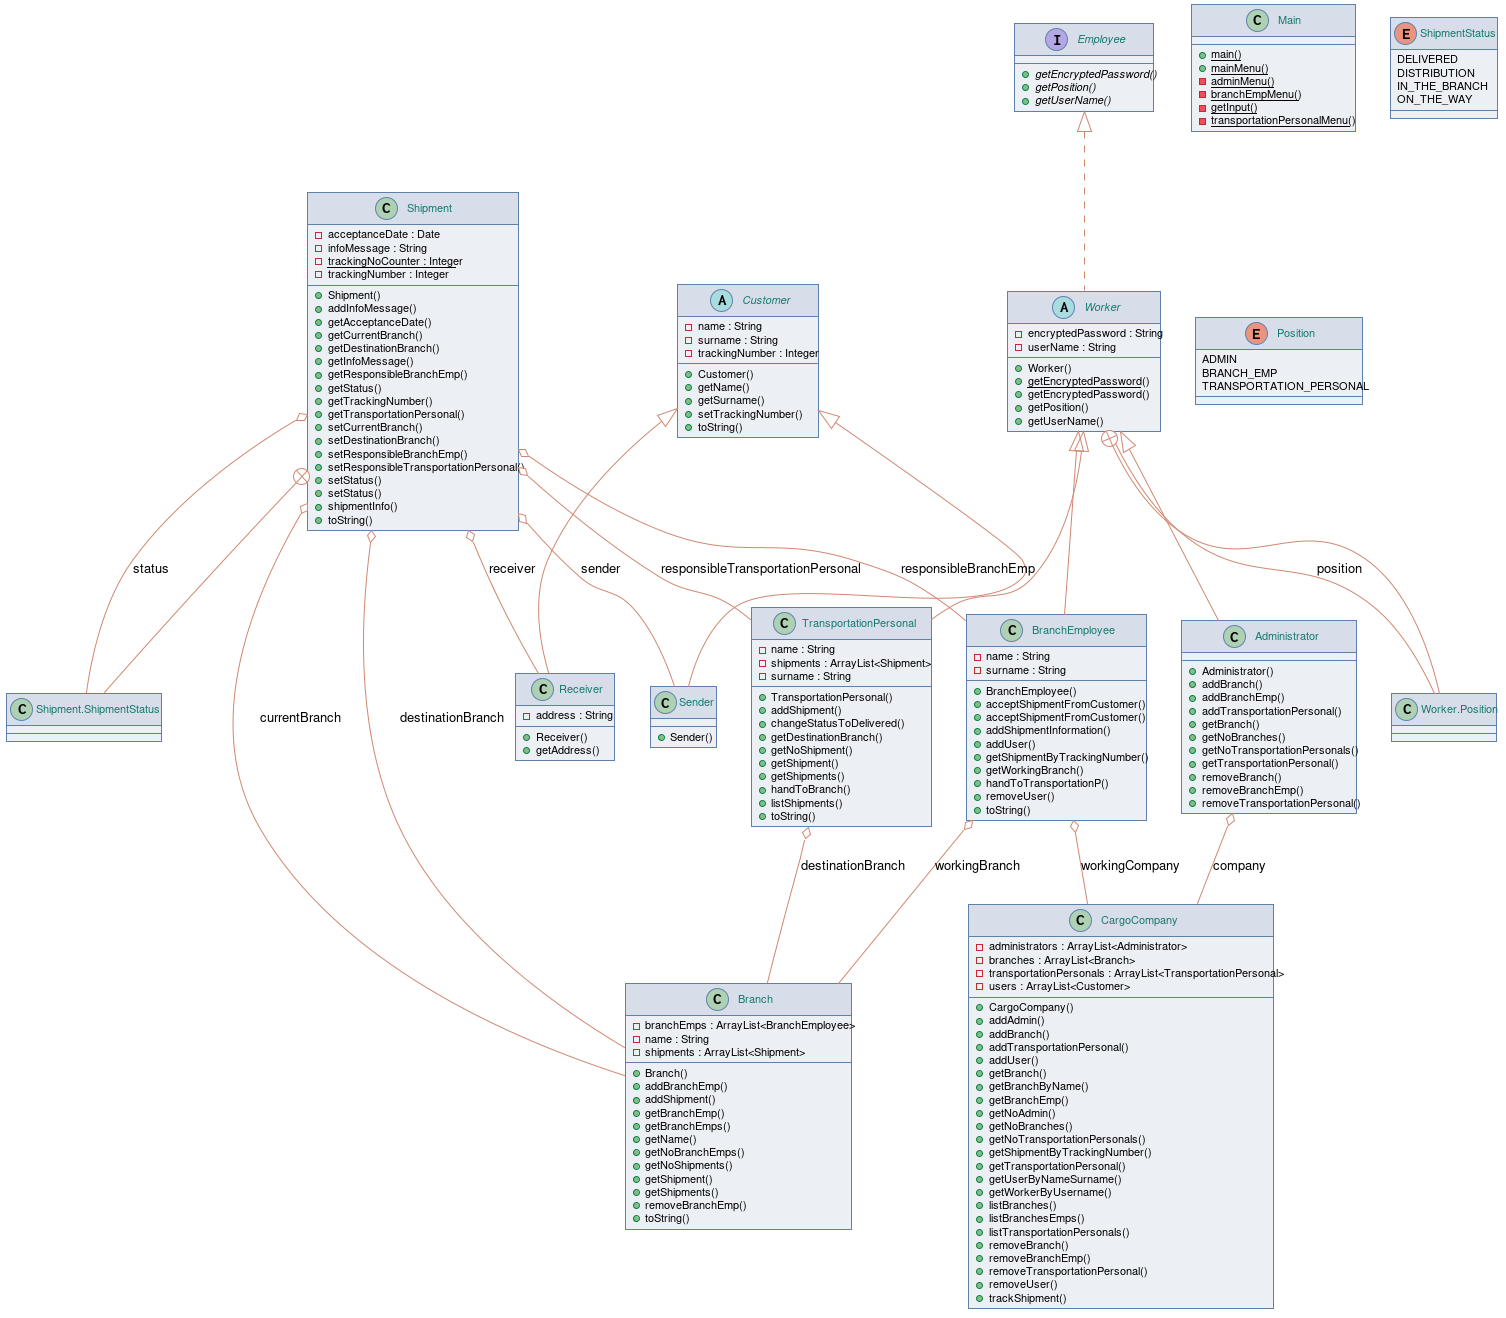 I Employee
getEncryptedPassword()
getPosition()
getUserName()
C Main
main()
mainMenu()
adminMenu()
branchEmpMenu()
getInput()
transportationPersonalMenu()
E ShipmentStatus
DELIVERED
DISTRIBUTION
IN_THE_BRANCH
ON_THE_WAY
C Shipment
acceptanceDate : Date
infoMessage : String
trackingNoCounter : Integer
trackingNumber : Integer
Shipment()
addInfoMessage()
getAcceptanceDate()
getCurrentBranch()
getDestinationBranch()
getInfoMessage()
getResponsibleBranchEmp()
getStatus()
getTrackingNumber()
getTransportationPersonal()
setCurrentBranch()
setDestinationBranch()
setResponsibleBranchEmp()
setResponsibleTransportationPersonal()
setStatus()
setStatus()
shipmentInfo()
toString()
A Customer
name : String
surname : String
trackingNumber : Integer
Customer()
getName()
getSurname()
setTrackingNumber()
toString()
A Worker
encryptedPassword : String
userName : String
Worker()
getEncryptedPassword()
getEncryptedPassword()
getPosition()
getUserName()
E Position
ADMIN
BRANCH_EMP
TRANSPORTATION_PERSONAL
status
receiver
sender
responsibleTransportationPersonal
responsibleBranchEmp
position
C Shipment.ShipmentStatus
C Receiver
address : String
Receiver()
getAddress()
C Sender
Sender()
C TransportationPersonal
name : String
shipments : ArrayList<Shipment>
surname : String
TransportationPersonal()
addShipment()
changeStatusToDelivered()
getDestinationBranch()
getNoShipment()
getShipment()
getShipments()
handToBranch()
listShipments()
toString()
C BranchEmployee
name : String
surname : String
BranchEmployee()
acceptShipmentFromCustomer()
acceptShipmentFromCustomer()
addShipmentInformation()
addUser()
getShipmentByTrackingNumber()
getWorkingBranch()
handToTransportationP()
removeUser()
toString()
C Administrator
Administrator()
addBranch()
addBranchEmp()
addTransportationPersonal()
getBranch()
getNoBranches()
getNoTransportationPersonals()
getTransportationPersonal()
removeBranch()
removeBranchEmp()
removeTransportationPersonal()
C Worker.Position
currentBranch
destinationBranch
destinationBranch
workingBranch
workingCompany
company
C Branch
branchEmps : ArrayList<BranchEmployee>
name : String
shipments : ArrayList<Shipment>
Branch()
addBranchEmp()
addShipment()
getBranchEmp()
getBranchEmps()
getName()
getNoBranchEmps()
getNoShipments()
getShipment()
getShipments()
removeBranchEmp()
toString()
C CargoCompany
administrators : ArrayList<Administrator>
branches : ArrayList<Branch>
transportationPersonals : ArrayList<TransportationPersonal>
users : ArrayList<Customer>
CargoCompany()
addAdmin()
addBranch()
addTransportationPersonal()
addUser()
getBranch()
getBranchByName()
getBranchEmp()
getNoAdmin()
getNoBranches()
getNoTransportationPersonals()
getShipmentByTrackingNumber()
getTransportationPersonal()
getUserByNameSurname()
getWorkerByUsername()
listBranches()
listBranchesEmps()
listTransportationPersonals()
removeBranch()
removeBranchEmp()
removeTransportationPersonal()
removeUser()
trackShipment()